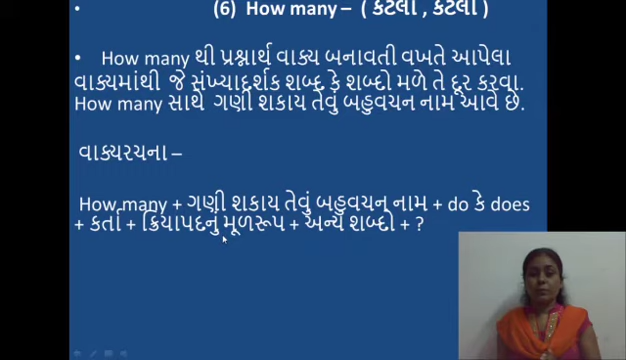 (6) How many – ( કેટલા , કેટલી )
• How many થી પ્રશ્નાર્થ વાક્ય બનાવતી વખતે આપેલા
વાક્યમાંથી જે સંખ્યાદર્શક શબ્દ કે શબ્દો મળે તે દૂર કરવા.
How many સાથે ગણી શકાય તેવું બહુવચન નામ આવે છે.
વાક્યરચના –
How many + ગણી શકાય તેવું બહુવચન નામ + do કે does
+ કર્તા + ક્રિયાપદનું મૂળરૂપ + અન્ય શબ્દો + ?